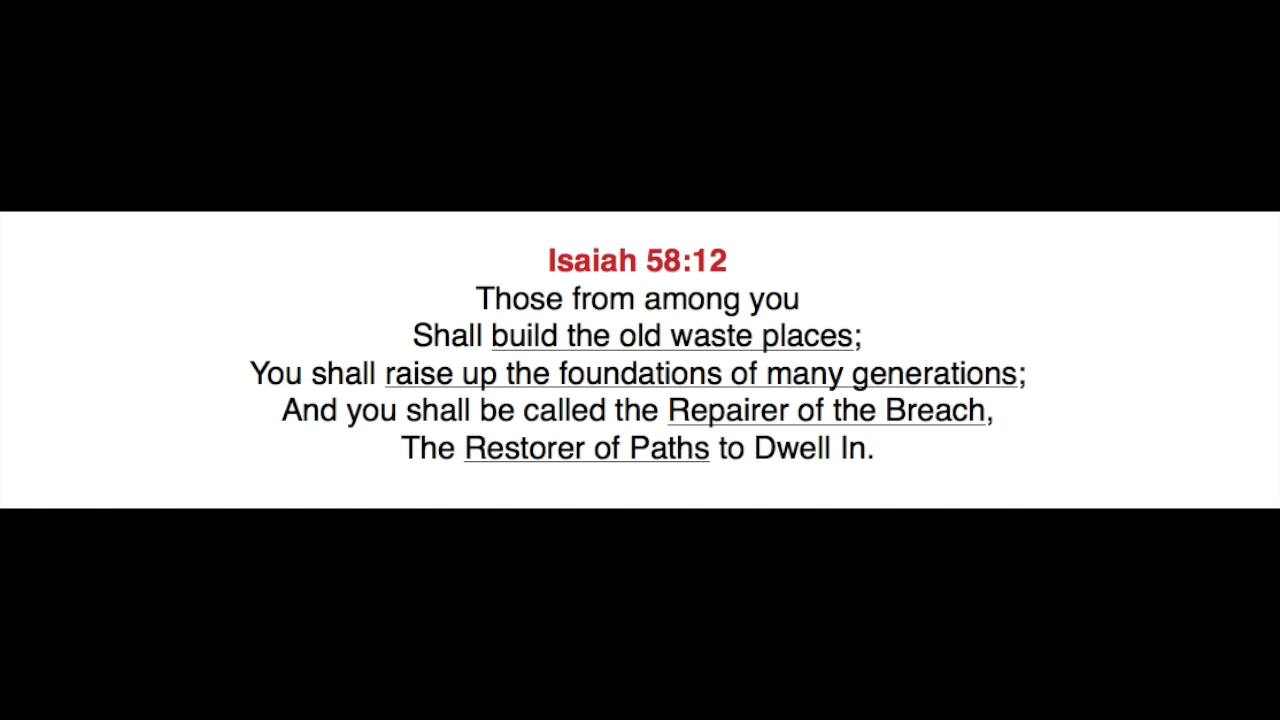 Isaiah 58:12
Those from among you
Shall build the old waste places;
You shall raise up the foundations of many generations;
And you shall be called the Repairer of the Breach,
The Restorer of Paths to Dwell In.